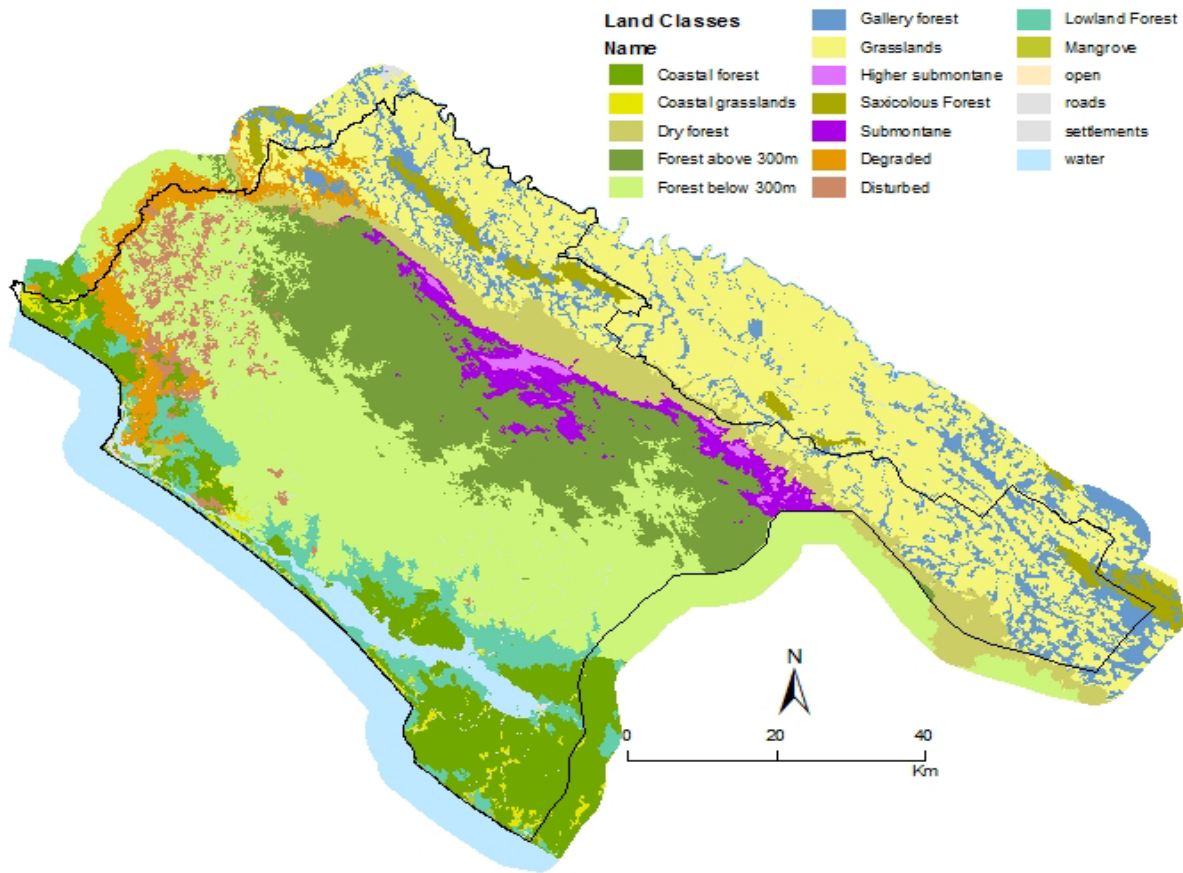 Land Classes
Name
Coastal forest
Coastal grasslands
Dry forest
Forest above 300m
Forest below 300m
Gallery forest
Grasslands
Higher submontane
Saxicolous Forest
Submontane
Degraded
Disturbed
Lowland Forest
Mangrove
open
roads
settlements
water
N
0 20 40
Km